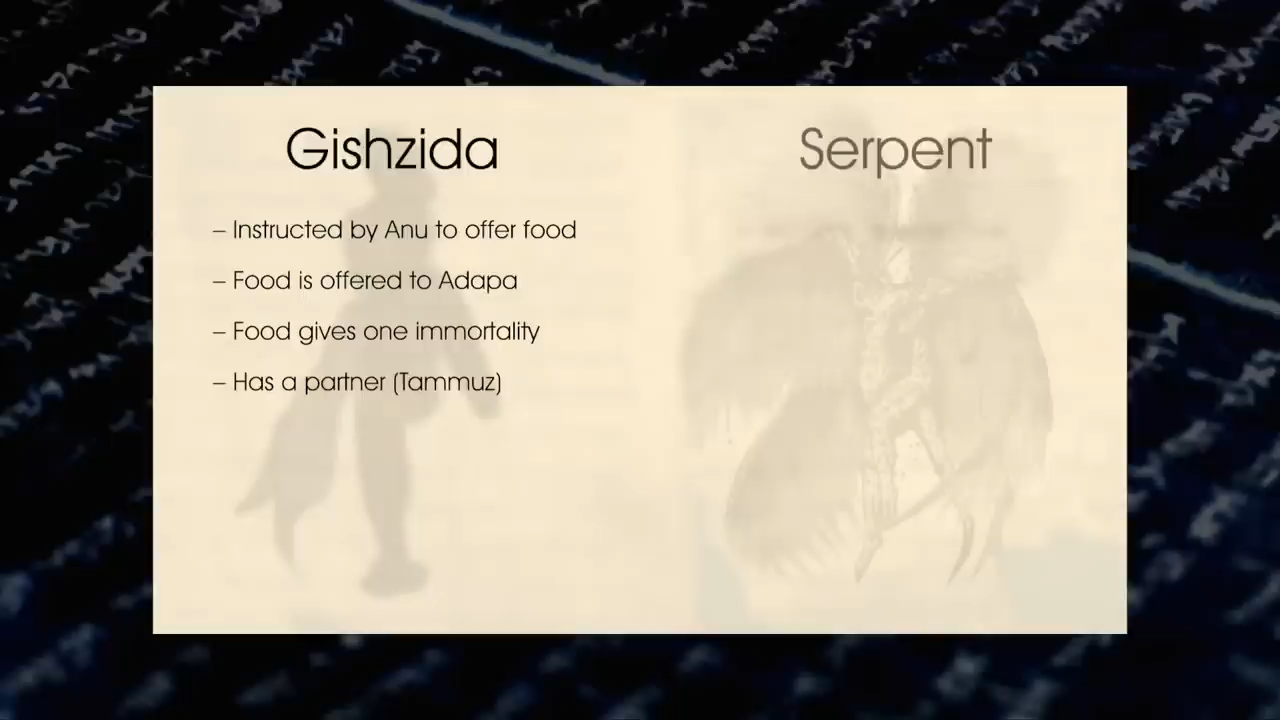 Gishzida
– Instructed by Anu to offer food
– Food is offered to Adapa
– Food gives one immortality
– Has a partner (Tammuz)
Serpent